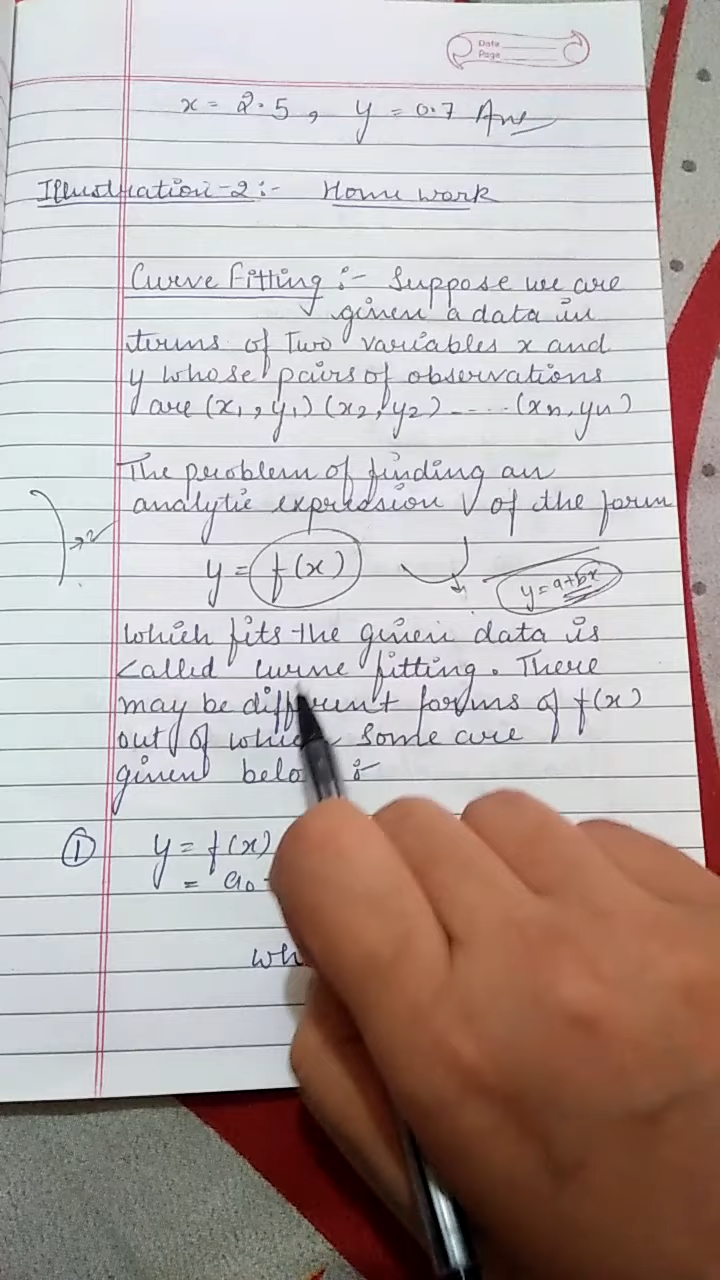 Date
Page
x = 2.5, y = 0.7 Ans
Illustration-2 :- Home work
Curve Fitting :- Suppose we are
given a data in
terms of Two variables x and
y whose pairs of observations
are (x1, y1) (x2, y2) ----- (xn, yn)
The problem of finding an
analytic expression of the form
y = f(x)
y = a+bx
which fits the given data is
called curve fitting. There
may be different forms of f(x)
out of which some are
given below :-
① y = f(x)
= a0